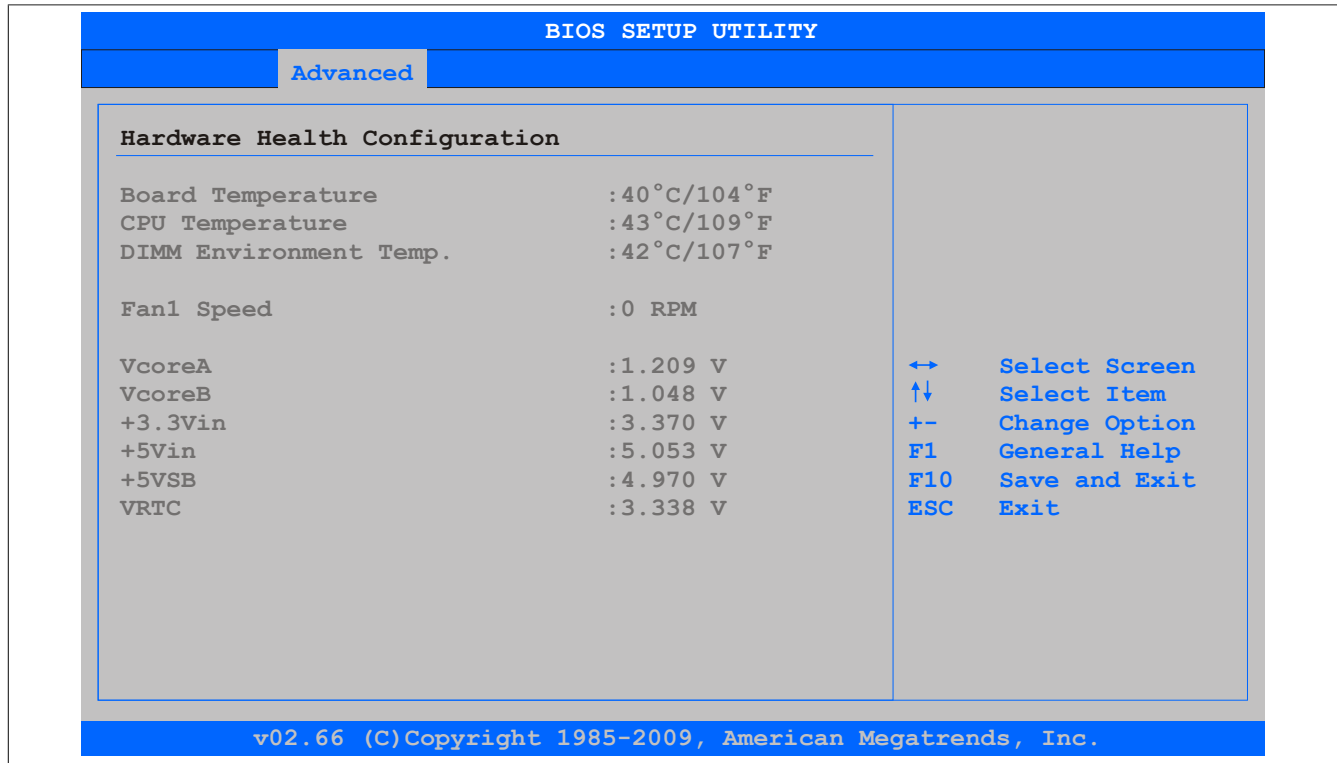 BIOS SETUP UTILITY
Advanced
Hardware Health Configuration
Board Temperature :40°C/104°F
CPU Temperature :43°C/109°F
DIMM Environment Temp. :42°C/107°F
Fan1 Speed :0 RPM
VcoreA :1.209 V
VcoreB :1.048 V
+3.3Vin :3.370 V
+5Vin :5.053 V
+5VSB :4.970 V
VRTC :3.338 V
↔ Select Screen
↑↓ Select Item
+- Change Option
F1 General Help
F10 Save and Exit
ESC Exit
v02.66 (C)Copyright 1985-2009, American Megatrends, Inc.